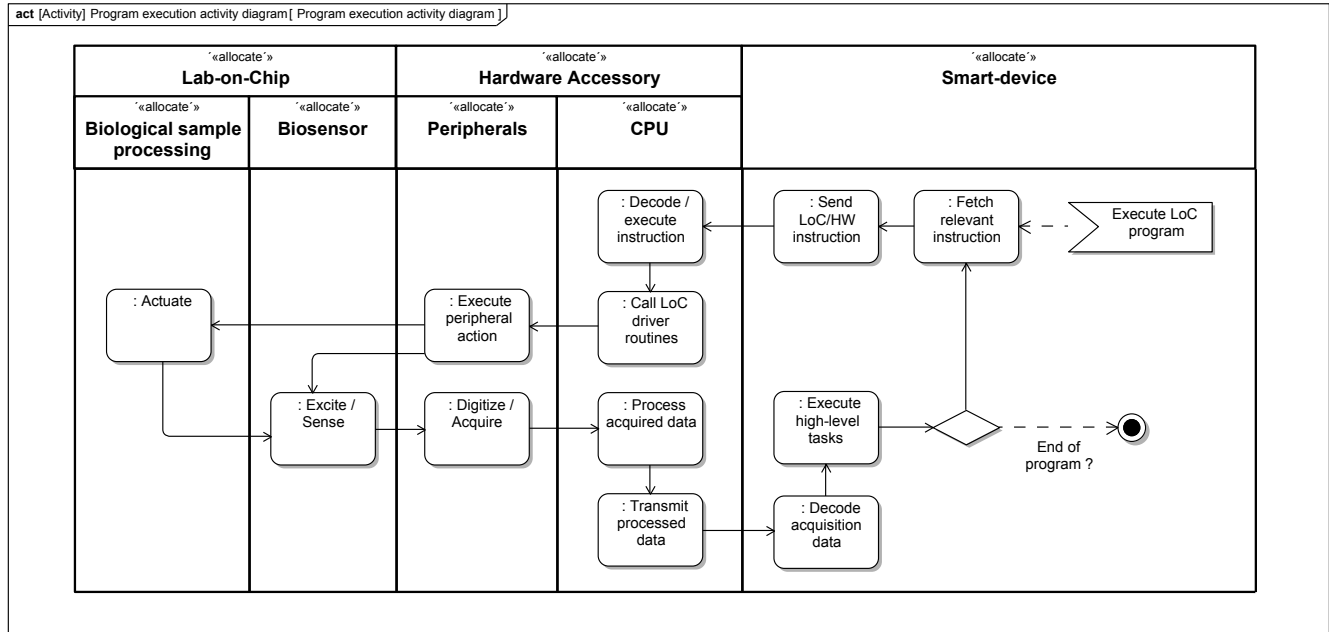 act [Activity] Program execution activity diagram[ Program execution activity diagram ]
´«allocate´»
Lab-on-Chip
´«allocate´»
Hardware Accessory
´«allocate´»
Smart-device
´«allocate´»
Biological sample
processing
´«allocate´»
Biosensor
´«allocate´»
Peripherals
´«allocate´»
CPU
: Decode /
execute
instruction
: Send
LoC/HW
instruction
: Fetch
relevant
instruction
Execute LoC
program
: Actuate
: Execute
peripheral
action
: Call LoC
driver
routines
: Excite /
Sense
: Digitize /
Acquire
: Process
acquired data
: Execute
high-level
tasks
End of
program ?
: Transmit
processed
data
: Decode
acquisition
data